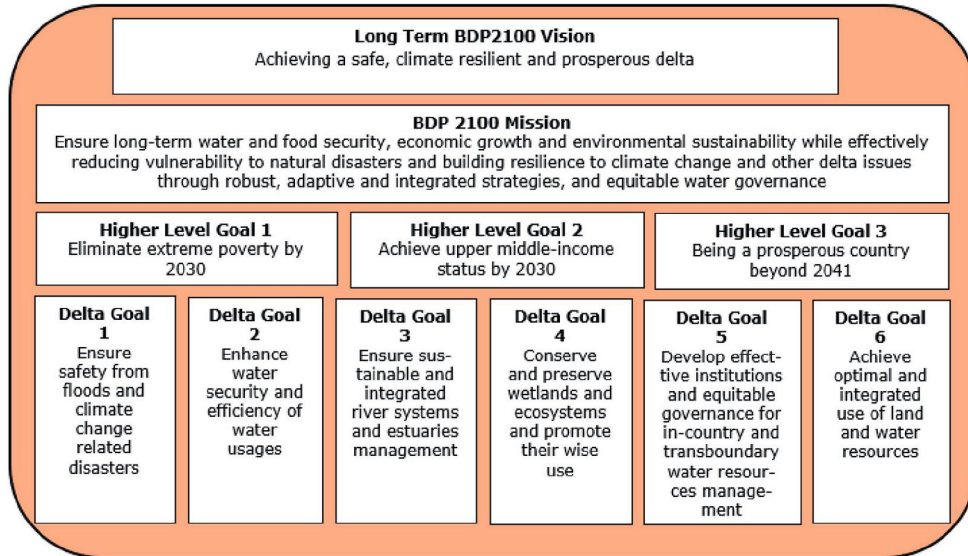 Long Term BDP2100 Vision
Achieving a safe, climate resilient and prosperous delta
BDP 2100 Mission
Ensure long-term water and food security, economic growth and environmental sustainability while effectively
reducing vulnerability to natural disasters and building resilience to climate change and other delta issues
through robust, adaptive and integrated strategies, and equitable water governance
Higher Level Goal 1
Eliminate extreme poverty by
2030
Higher Level Goal 2
Achieve upper middle-income
status by 2030
Higher Level Goal 3
Being a prosperous country
beyond 2041
Delta Goal
1
Ensure
safety from
floods and
climate
change
related
disasters
Delta Goal
2
Enhance
water
security and
efficiency of
water
usages
Delta Goal
3
Ensure sus-
tainable and
integrated
river systems
and estuaries
management
Delta Goal
4
Conserve
and preserve
wetlands and
ecosystems
and promote
their wise
use
Delta Goal
5
Develop effec-
tive institutions
and equitable
governance for
in-country and
transboundary
water resour-
ces manage-
ment
Delta Goal
6
Achieve
optimal and
integrated
use of land
and water
resources